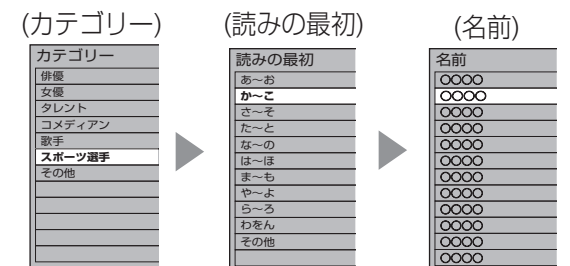 (カテゴリー)
カテゴリー
俳優
女優
タレント
コメディアン
歌手
スポーツ選手
その他
(読みの最初)
読みの最初
あ〜お
か〜こ
さ〜そ
た〜と
な〜の
は〜ほ
ま〜も
や〜よ
ら〜ろ
わをん
その他
(名前)
名前
○○○○
○○○○
○○○○
○○○○
○○○○
○○○○
○○○○
○○○○
○○○○
○○○○
○○○○
○○○○